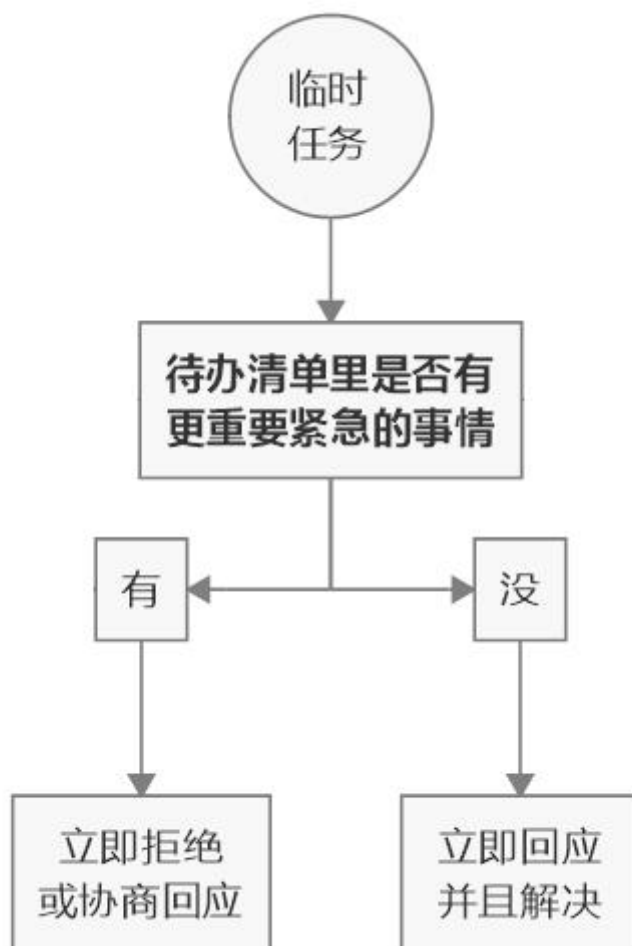 临时
任务
待办清单里是否有
更重要紧急的事情
有
没
立即拒绝
或协商回应
立即回应
并且解决